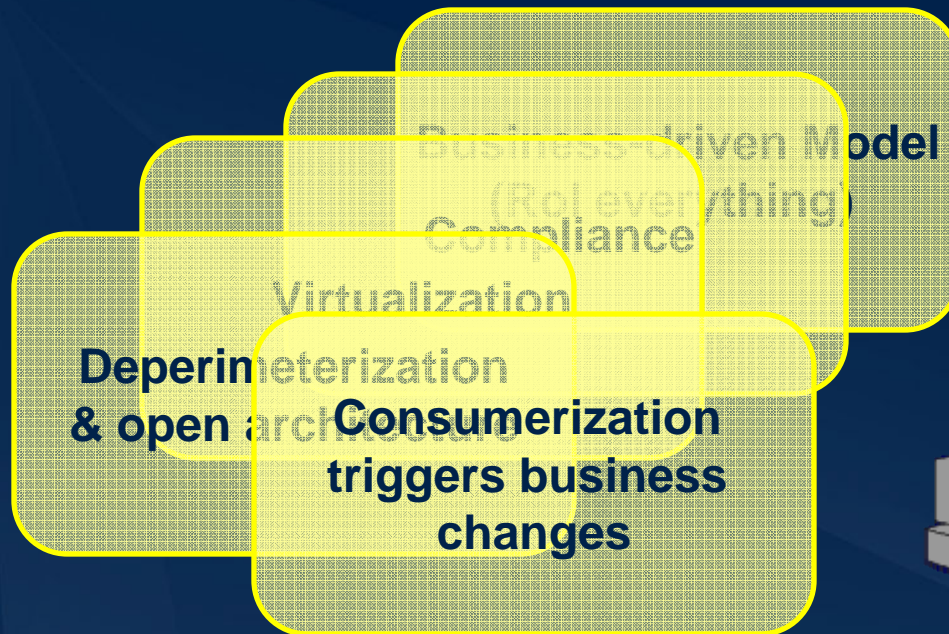 Business-driven Model
(RoI everything)
Compliance
Virtualization
Deperimeterization
& open architecture
Consumerization
triggers business
changes